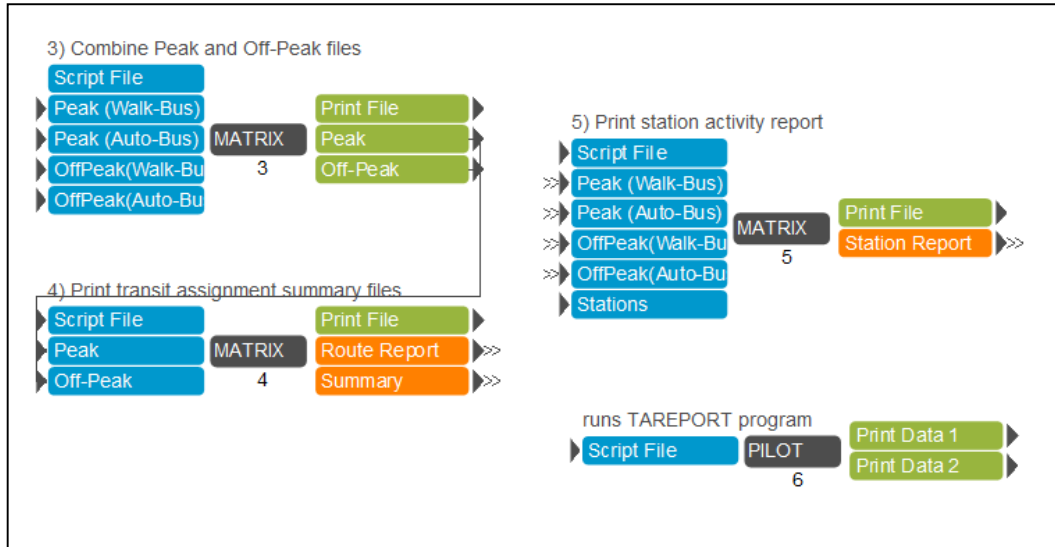 3) Combine Peak and Off-Peak files
Script File
Peak (Walk-Bus)
Peak (Auto-Bus)
OffPeak(Walk-Bu
OffPeak(Auto-Bu
MATRIX
3
Print File
Peak
Off-Peak
4) Print transit assignment summary files
Script File
Peak
Off-Peak
MATRIX
4
Print File
Route Report
Summary
5) Print station activity report
Script File
Peak (Walk-Bus)
Peak (Auto-Bus)
OffPeak(Walk-Bu
OffPeak(Auto-Bu
Stations
MATRIX
5
Print File
Station Report
runs TAREPORT program
Script File
PILOT
6
Print Data 1
Print Data 2